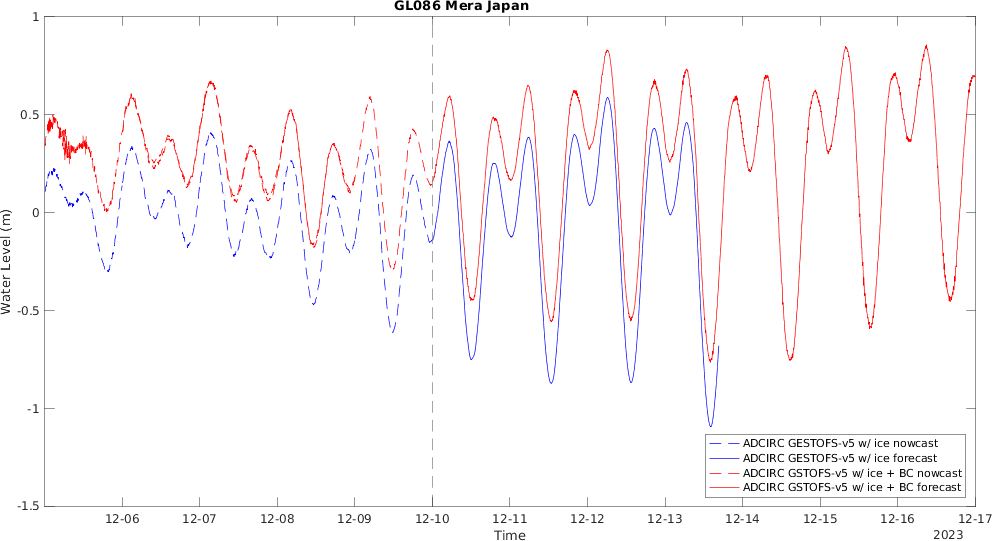 GL086 Mera Japan
1
0.5
0
-0.5
-1
-1.5
Water Level (m)
12-06 12-07 12-08 12-09 12-10 12-11 12-12 12-13 12-14 12-15 12-16 12-17
Time
2023
ADCIRC GESTOFS-v5 w/ ice nowcast
ADCIRC GESTOFS-v5 w/ ice forecast
ADCIRC GSTOFS-v5 w/ ice + BC nowcast
ADCIRC GSTOFS-v5 w/ ice + BC forecast